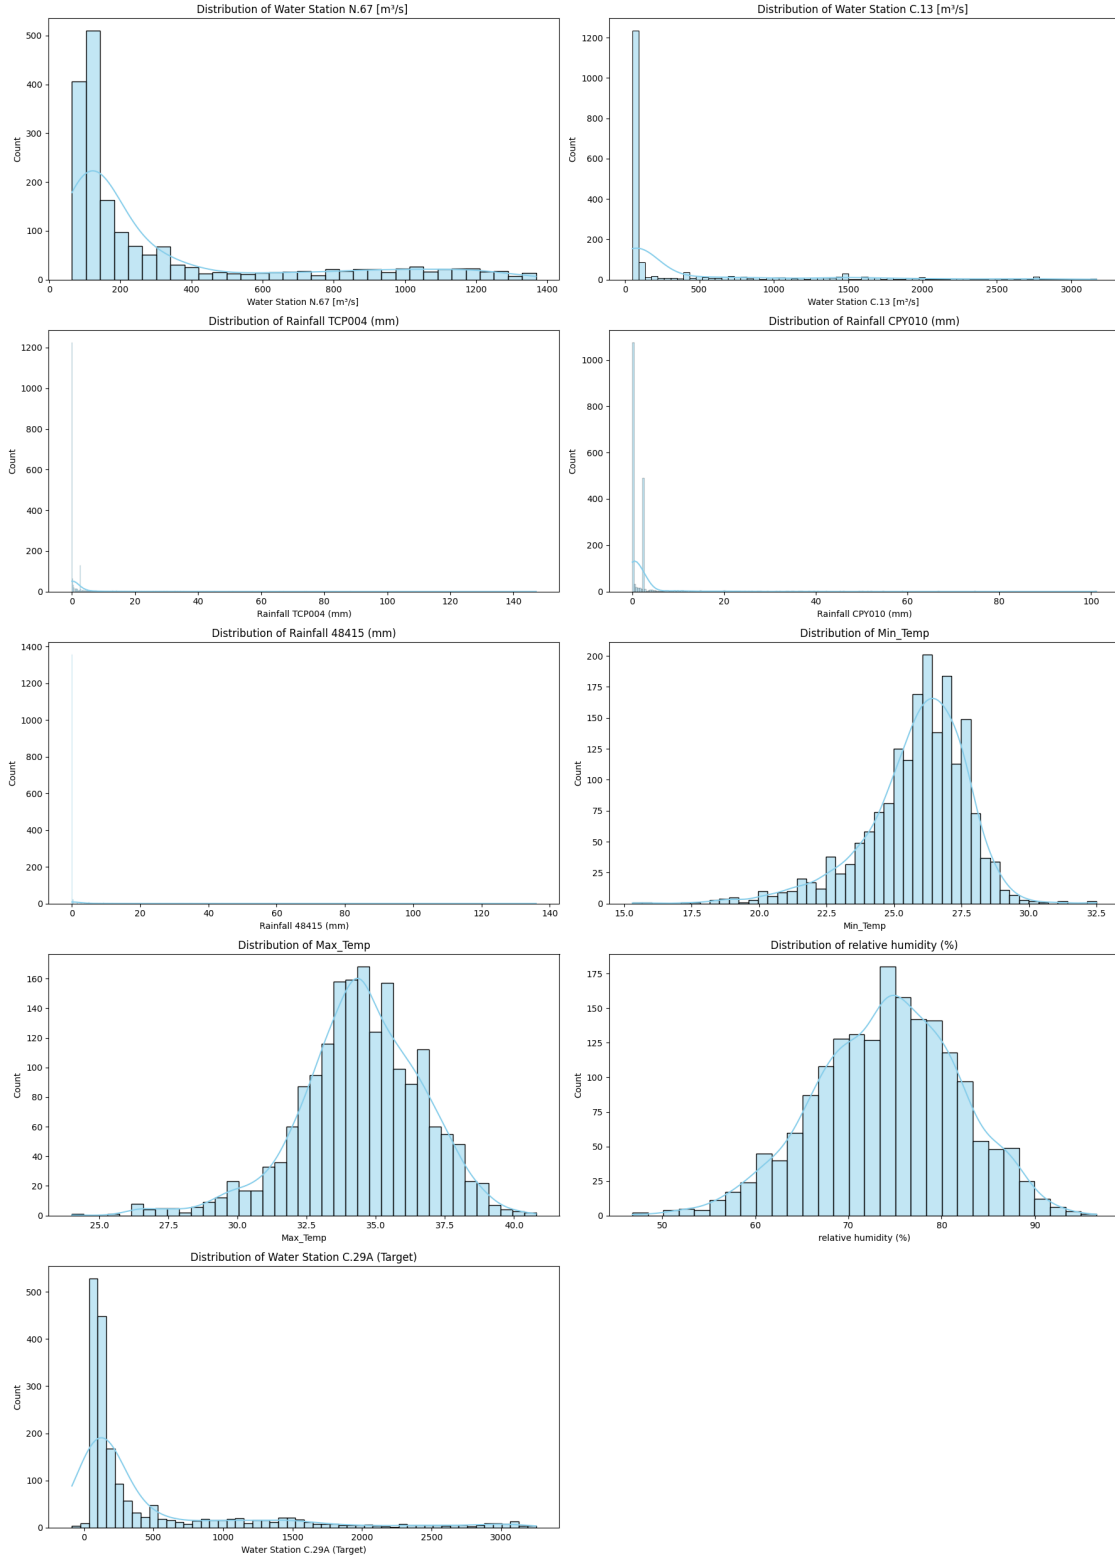 Distribution of Water Station N.67 [m³/s]
Count
500
400
300
200
100
0
0 200 400 600 800 1000 1200 1400
Water Station N.67 [m³/s]
Distribution of Water Station C.13 [m³/s]
Count
1200
1000
800
600
400
200
0
0 500 1000 1500 2000 2500 3000
Water Station C.13 [m³/s]
Distribution of Rainfall TCP004 (mm)
Count
1200
1000
800
600
400
200
0
0 20 40 60 80 100 120 140
Rainfall TCP004 (mm)
Distribution of Rainfall CPY010 (mm)
Count
1000
800
600
400
200
0
0 20 40 60 80 100
Rainfall CPY010 (mm)
Distribution of Rainfall 48415 (mm)
Count
1400
1200
1000
800
600
400
200
0
0 20 40 60 80 100 120 140
Rainfall 48415 (mm)
Distribution of Min_Temp
Count
200
175
150
125
100
75
50
25
0
15.0 17.5 20.0 22.5 25.0 27.5 30.0 32.5
Min_Temp
Distribution of Max_Temp
Count
160
140
120
100
80
60
40
20
0
25.0 27.5 30.0 32.5 35.0 37.5 40.0
Max_Temp
Distribution of relative humidity (%)
Count
175
150
125
100
75
50
25
0
50 60 70 80 90
relative humidity (%)
Distribution of Water Station C.29A (Target)
Count
500
400
300
200
100
0
0 500 1000 1500 2000 2500 3000
Water Station C.29A (Target)